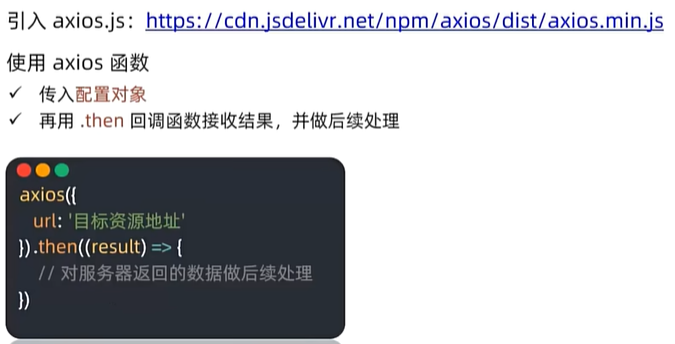 引入 axios.js：https://cdn.jsdelivr.net/npm/axios/dist/axios.min.js
使用 axios 函数
✓ 传入配置对象
✓ 再用 .then 回调函数接收结果，并做后续处理
axios({
  url: '目标资源地址'
}).then((result) => {
  // 对服务器返回的数据做后续处理
})